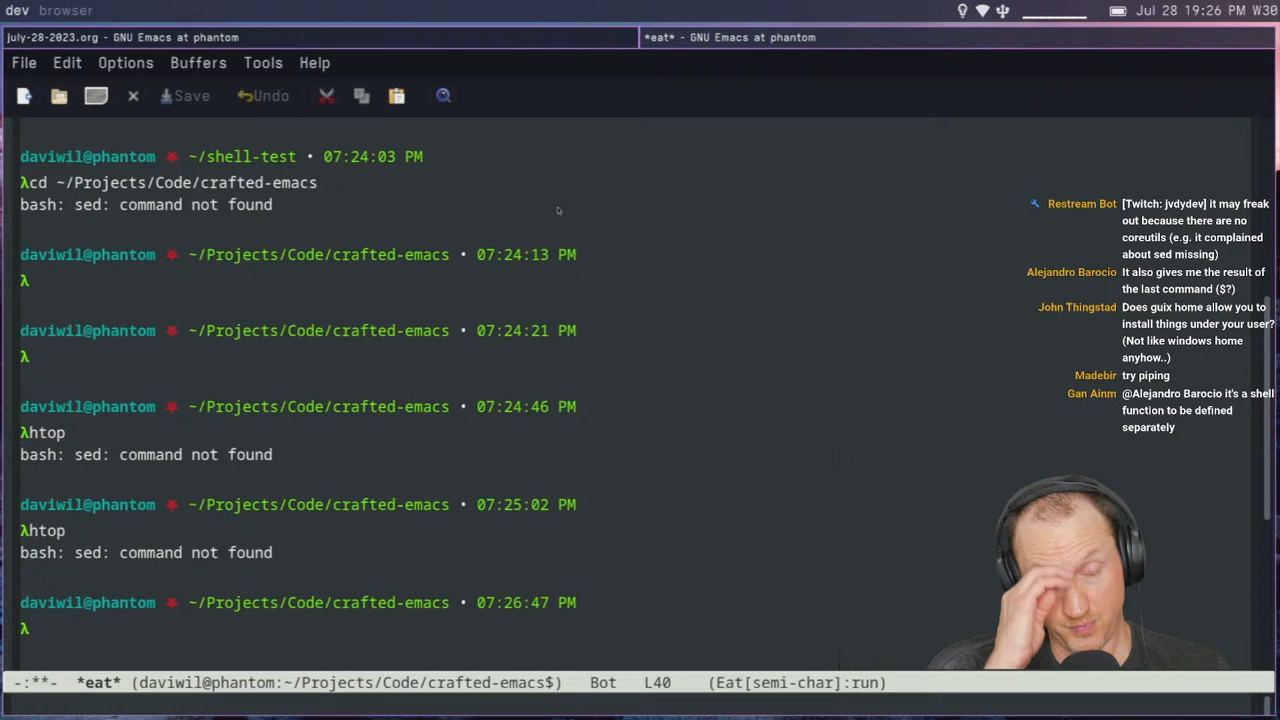 dev browser
Jul 28 19:26 PM W30
july-28-2023.org - GNU Emacs at phantom
*eat* - GNU Emacs at phantom
File Edit Options Buffers Tools Help
Save Undo
daviwil@phantom ~/shell-test • 07:24:03 PM
λcd ~/Projects/Code/crafted-emacs
bash: sed: command not found
daviwil@phantom ~/Projects/Code/crafted-emacs • 07:24:13 PM
λ
daviwil@phantom ~/Projects/Code/crafted-emacs • 07:24:21 PM
λ
daviwil@phantom ~/Projects/Code/crafted-emacs • 07:24:46 PM
λhtop
bash: sed: command not found
daviwil@phantom ~/Projects/Code/crafted-emacs • 07:25:02 PM
λhtop
bash: sed: command not found
daviwil@phantom ~/Projects/Code/crafted-emacs • 07:26:47 PM
λ
-:**- *eat* (daviwil@phantom:~/Projects/Code/crafted-emacs$) Bot L40 (Eat[semi-char]:run)
Restream Bot [Twitch: jvdydev] it may freak
out because there are no
coreutils (e.g. it complained
about sed missing)
Alejandro Barocio It also gives me the result of
the last command ($?)
John Thingstad Does guix home allow you to
install things under your user?
(Not like windows home
anyhow..)
Madebir try piping
Gan Ainm @Alejandro Barocio it's a shell
function to be defined
separately